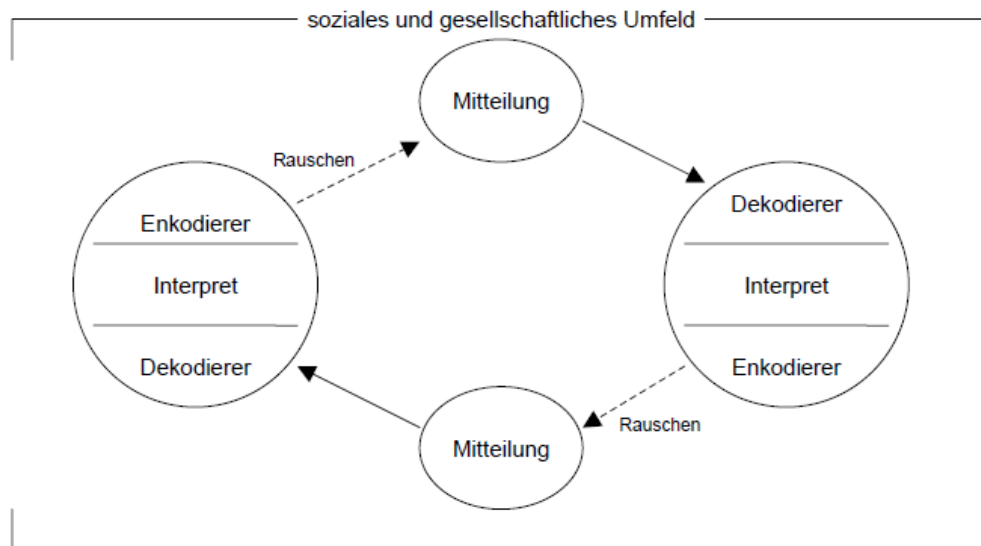 soziales und gesellschaftliches Umfeld
Mitteilung
Rauschen
Enkodierer
Interpret
Dekodierer
Dekodierer
Interpret
Enkodierer
Rauschen
Mitteilung